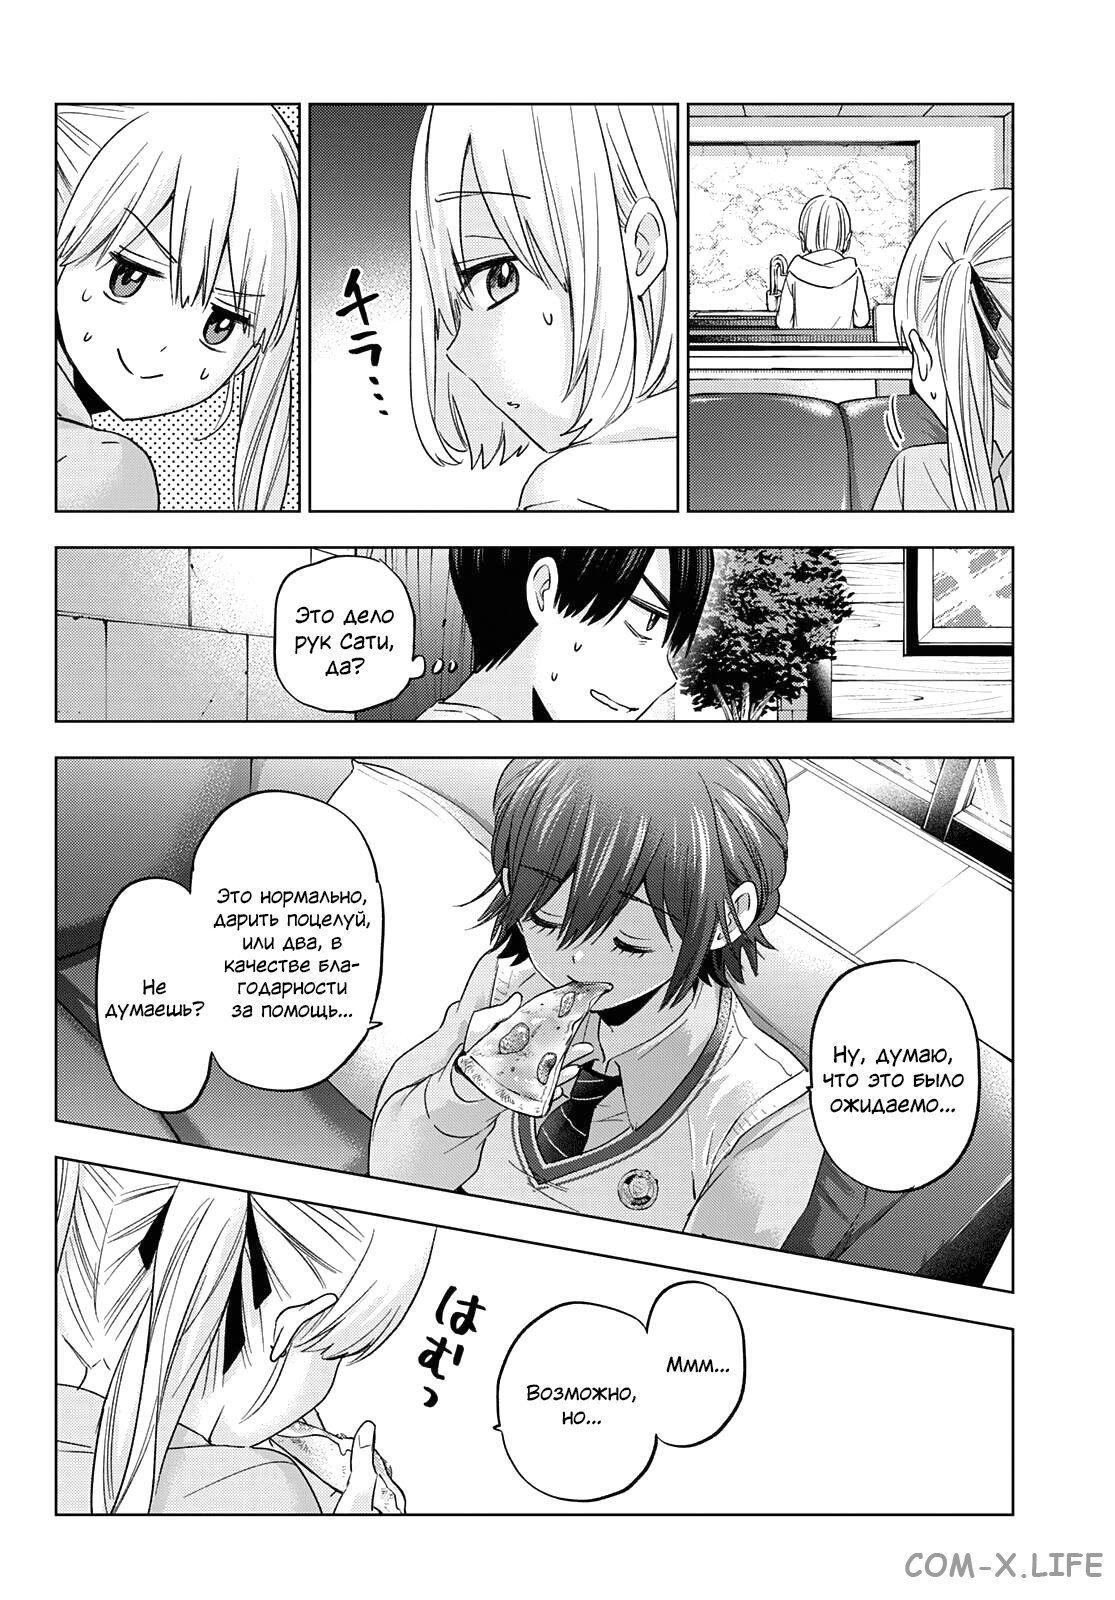 チラ…
Это дело
рук Сати,
да?
Ну, думаю,
что это было
ожидаемо...
Это нормально,
дарить поцелуй,
или два, в
качестве бла-
годарности
за помощь...
Не
думаешь?
Ммм...
Возможно,
но...
はむっ
COM-X.LIFE